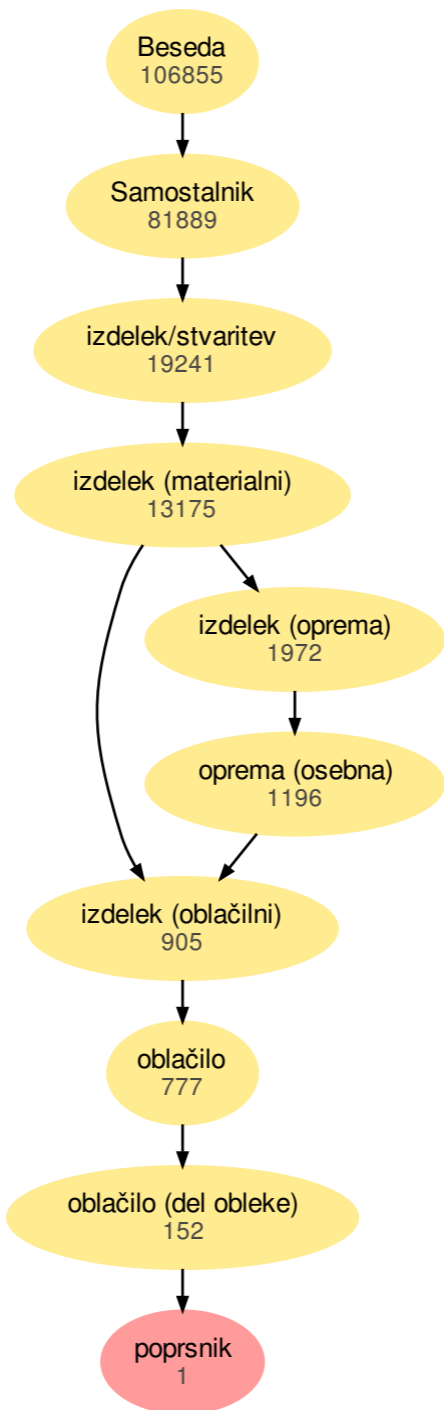 Beseda
106855
Samostalnik
81889
izdelek/stvaritev
19241
izdelek (materialni)
13175
izdelek (oprema)
1972
oprema (osebna)
1196
izdelek (oblačilni)
905
oblačilo
777
oblačilo (del obleke)
152
poprsnik
1